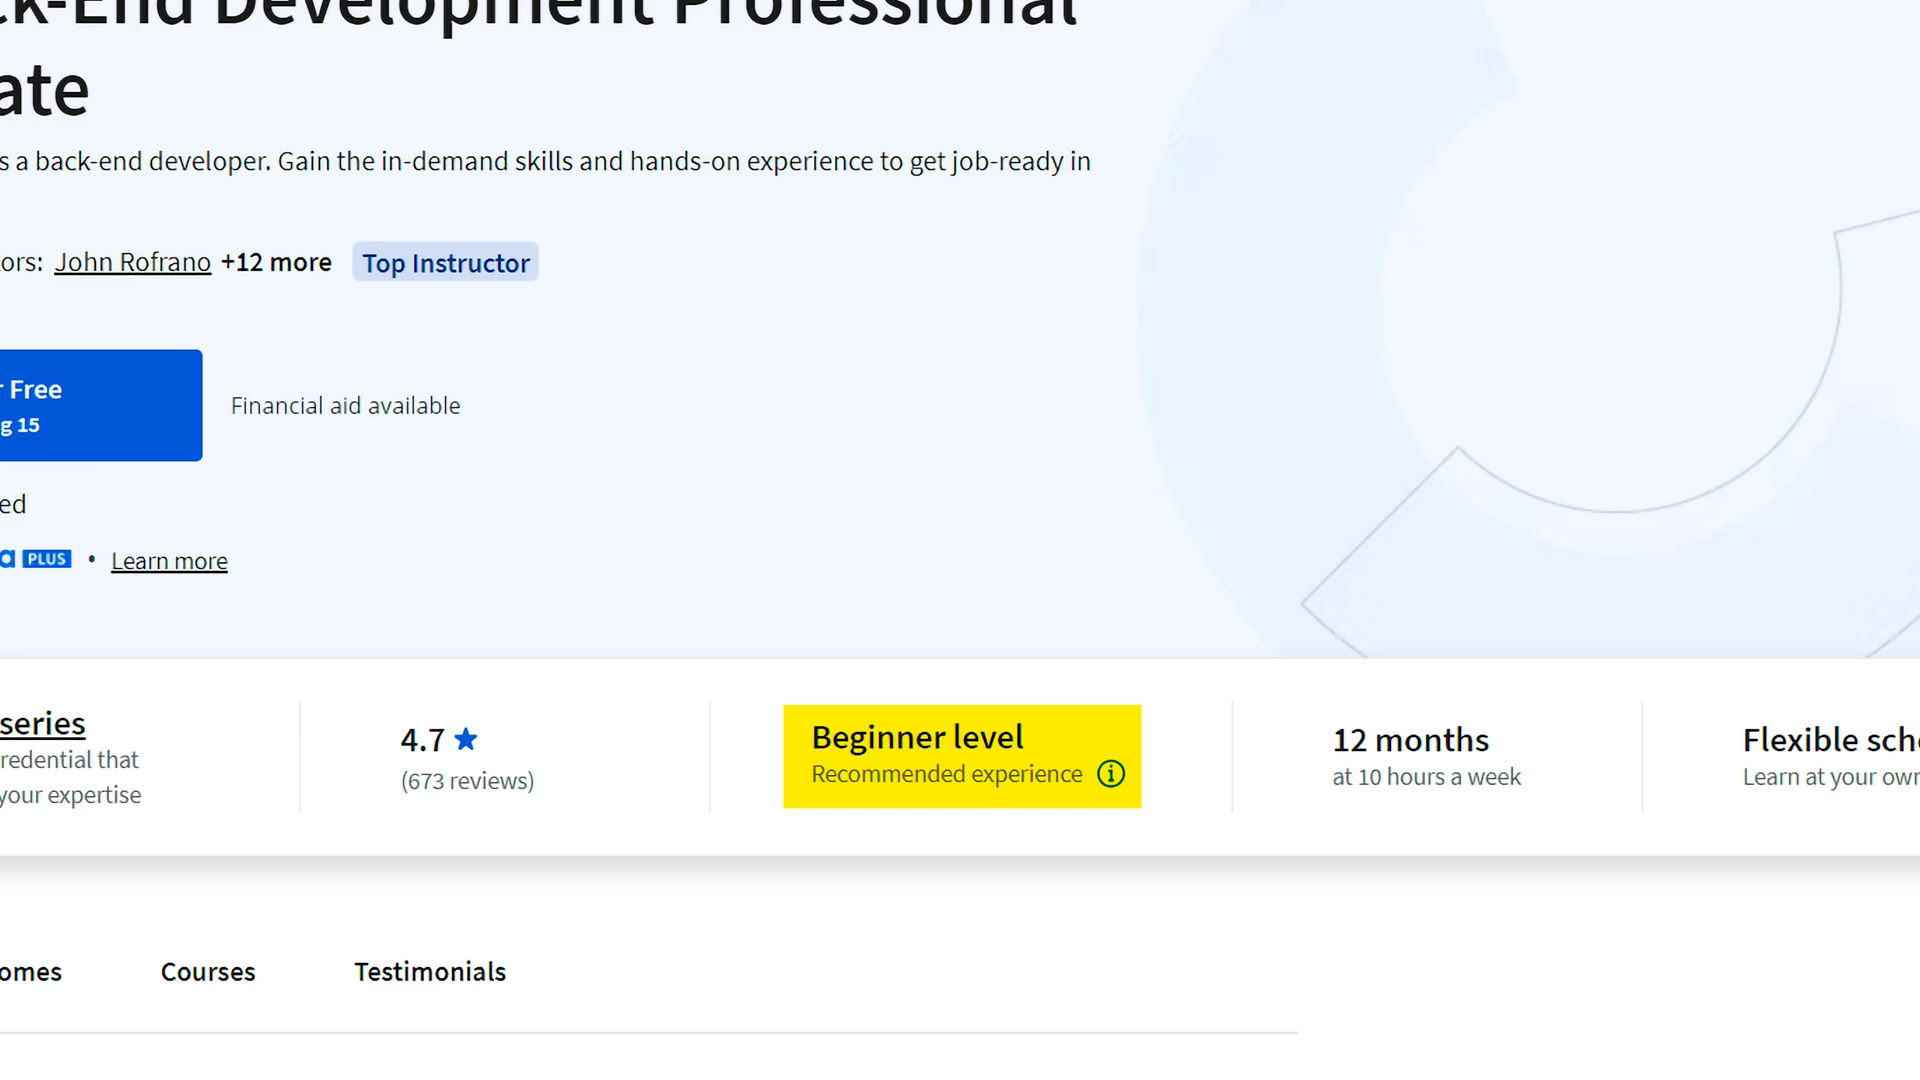 ck-End Development Professional
ate
s a back-end developer. Gain the in-demand skills and hands-on experience to get job-ready in
ors: John Rofrano +12 more Top Instructor
r Free
g 15
Financial aid available
ed
a PLUS • Learn more
series
redential that
your expertise
4.7 ★
(673 reviews)
Beginner level
Recommended experience
12 months
at 10 hours a week
Flexible sch
Learn at your own
omes Courses Testimonials